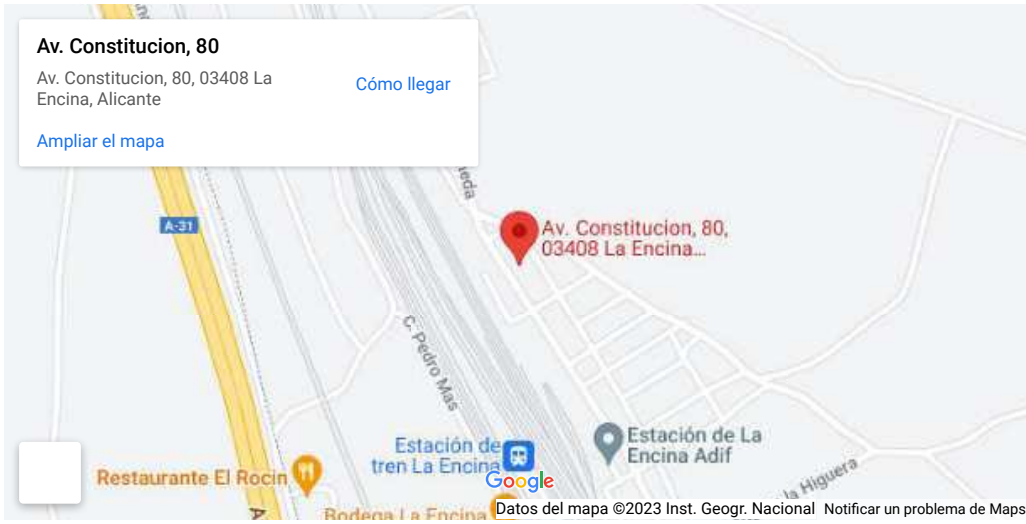 Av. Constitucion, 80
Av. Constitucion, 80, 03408 La
Encina, Alicante
Cómo llegar
Ampliar el mapa
A-31
Av. Constitucion, 80,
03408 La Encina...
C. Pedro Mas
Estación de
tren La Encina
Estación de La
Encina Adif
Restaurante El Rocin
Google
la Higuera
Bodega La Encina
A
Datos del mapa ©2023 Inst. Geogr. Nacional
Notificar un problema de Maps